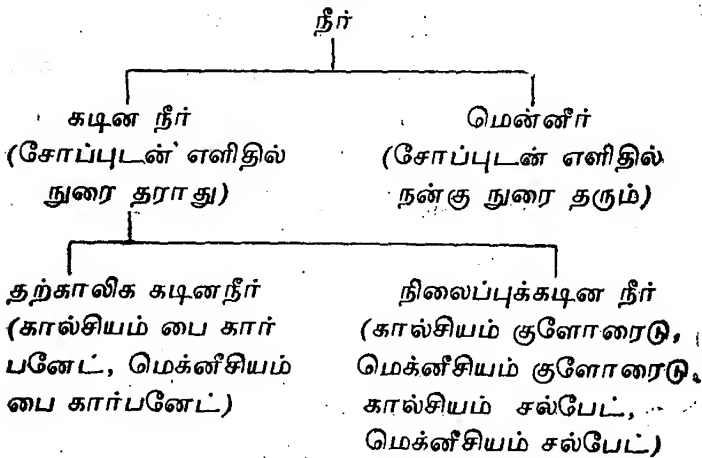 நீர்
கடின நீர்
(சோப்புடன் எளிதில்
நுரை தராது)
மென்னீர்
(சோப்புடன் எளிதில்
நன்கு நுரை தரும்)
தற்காலிக கடினநீர்
(கால்சியம் பை கார்
பனேட், மெக்னீசியம்
பை கார்பனேட்)
நிலைப்புக்கடின நீர்
(கால்சியம் குளோரைடு,
மெக்னீசியம் குளோரைடு,
கால்சியம் சல்பேட்,
மெக்னீசியம் சல்பேட்)